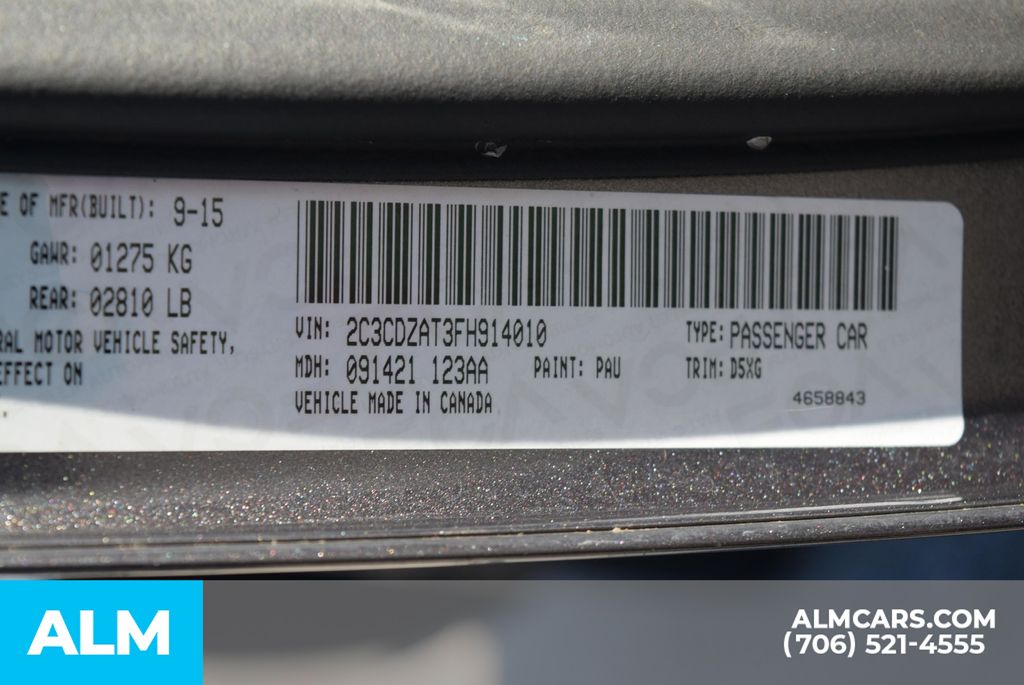 E OF MFR(BUILT): 9-15
GAWR: 01275 KG
REAR: 02810 LB
RAL MOTOR VEHICLE SAFETY,
EFFECT ON
VIN: 2C3CDZAT3FH914010
TYPE: PASSENGER CAR
MDH: 091421 123AA
PAINT: PAU
TRIM: D5XG
VEHICLE MADE IN CANADA
4658843
ALM
ALMCARS.COM
(706) 521-4555